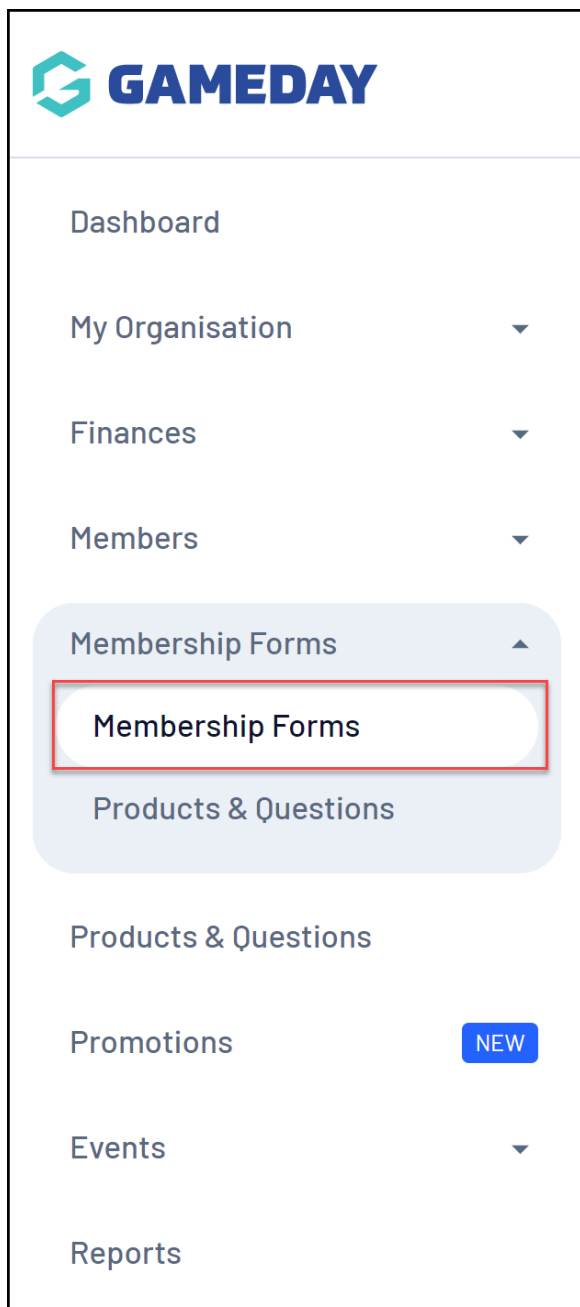 GAMEDAY
Dashboard
My Organisation
Finances
Members
Membership Forms
Membership Forms
Products & Questions
Products & Questions
Promotions NEW
Events
Reports